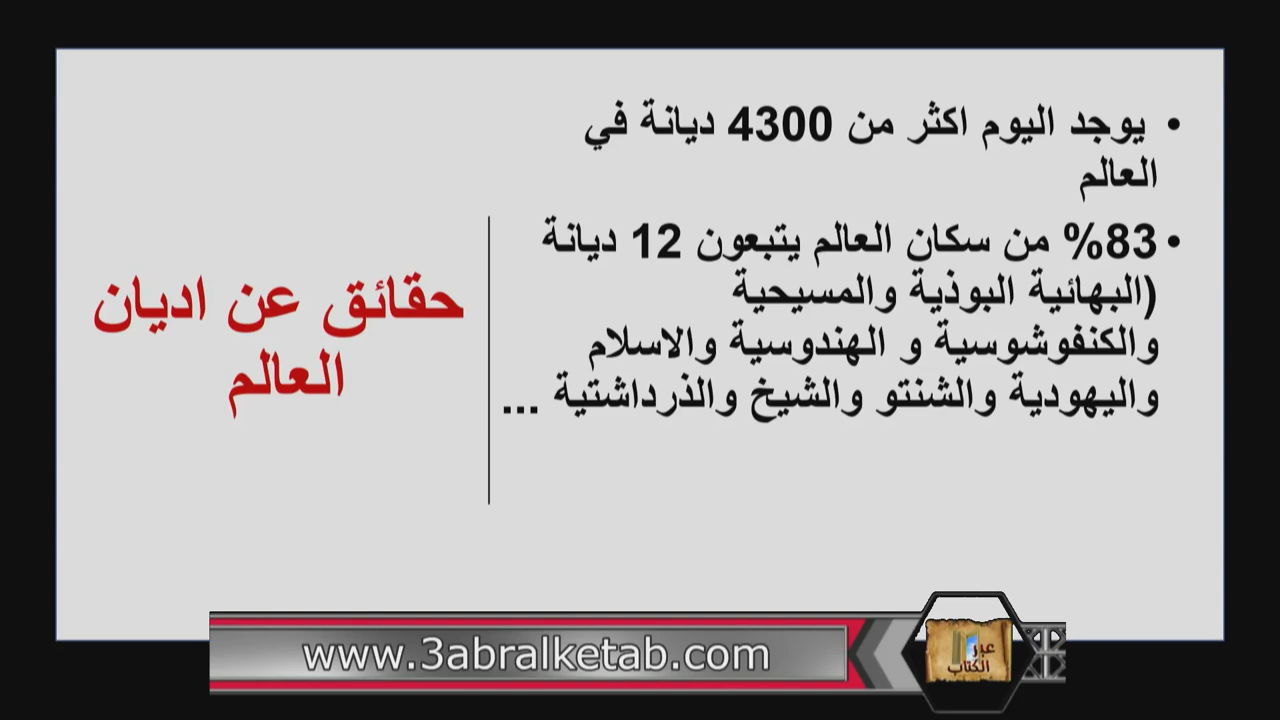 • يوجد اليوم اكثر من 4300 ديانة في
العالم
• 83% من سكان العالم يتبعون 12 ديانة
(البهائية البوذية والمسيحية
والكنفوشوسية و الهندوسية والاسلام
واليهودية والشنتو والشيخ والذرداشتية ...
حقائق عن اديان
العالم
www.3abralketab.com
عبر
الكتاب